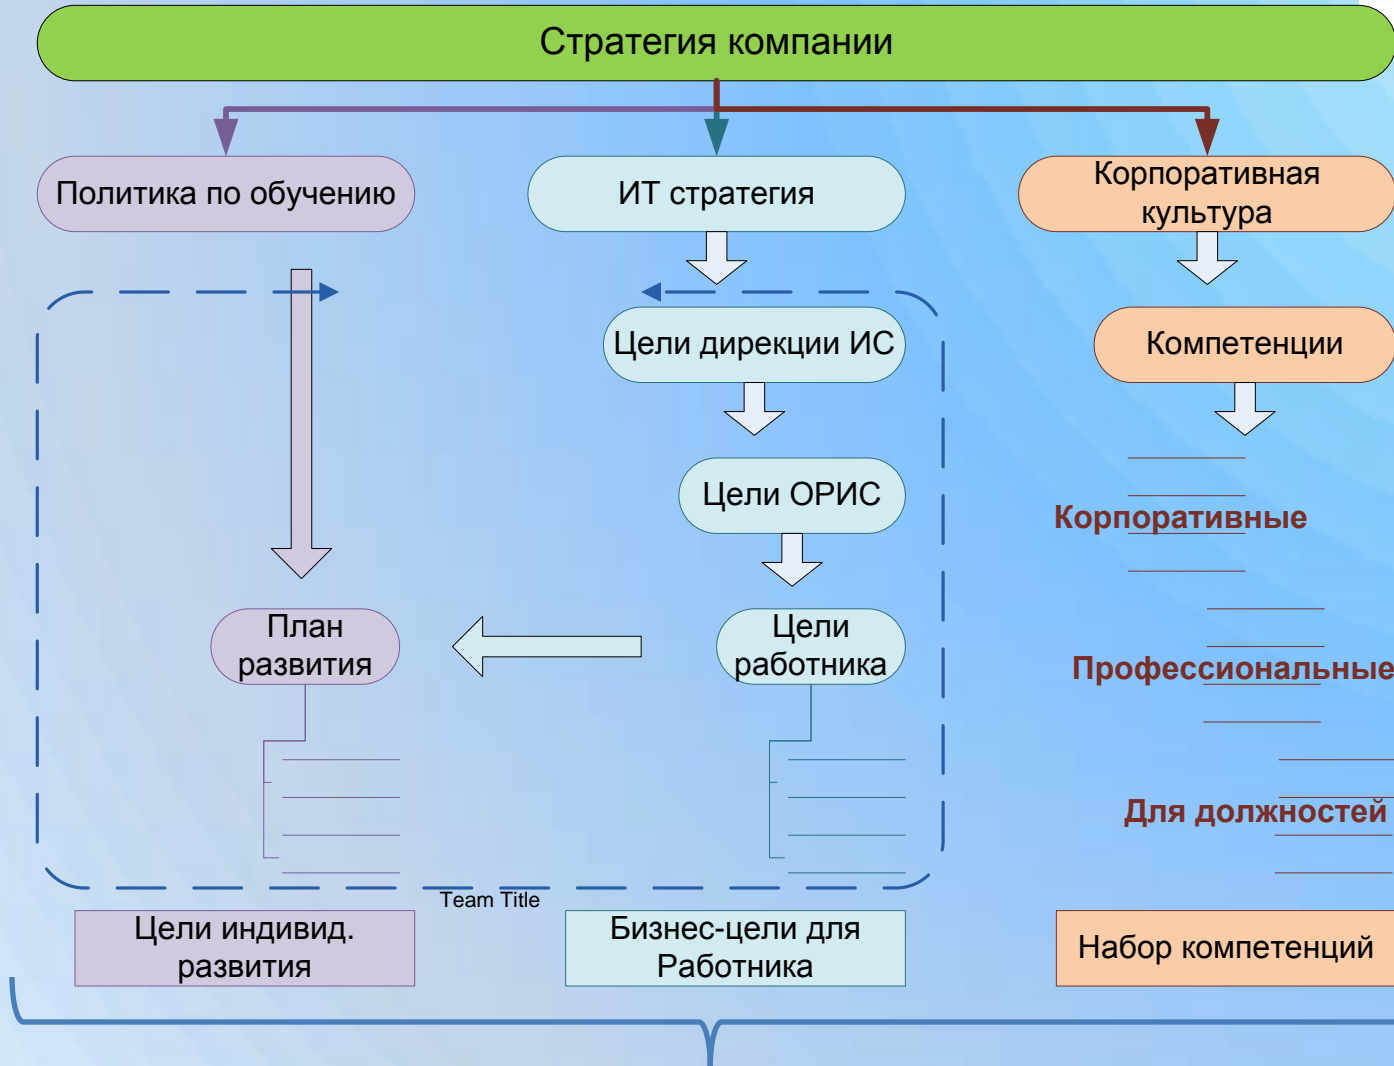 Стратегия компании
Политика по обучению
ИТ стратегия
Корпоративная
культура
Цели дирекции ИС
Компетенции
Цели ОРИС
Корпоративные
План
развития
Цели
работника
Профессиональные
Для должностей
Team Title
Цели индивид.
развития
Бизнес-цели для
Работника
Набор компетенций